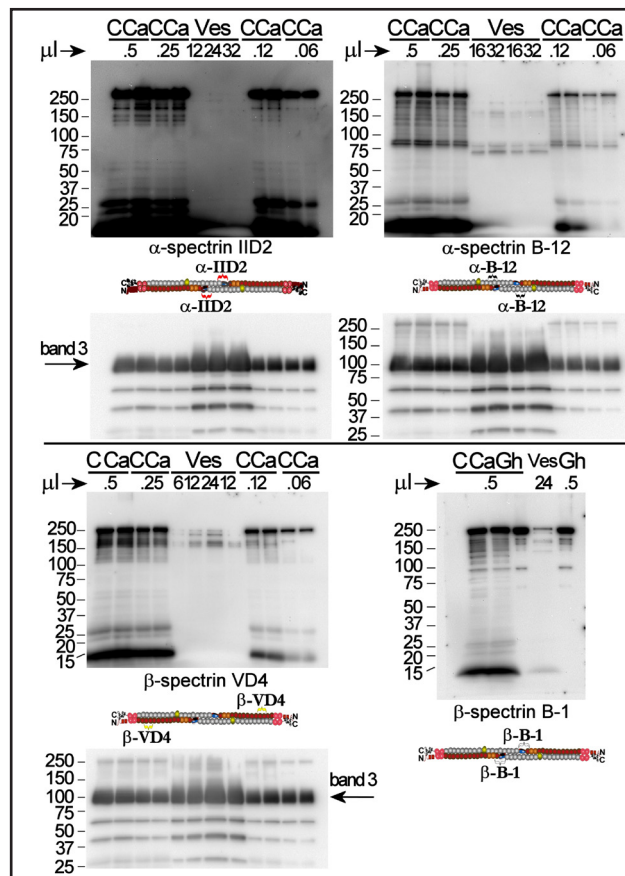 CCaCCa Ves CCaCCa
μl→ .5 .25 122432 .12 .06
250
150
100
75
50
37
25
20
α-spectrin IID2
α-IID2
α-IID2
band 3
CCaCCa Ves CCaCCa
μl→ .5 .25 16321632 .12 .06
250
150
100
75
50
37
25
20
α-spectrin B-12
α-B-12
α-B-12
250
150
100
75
50
37
25
C CaCCa Ves CCaCCa
μl→ .5 .25 6122412 .12 .06
250
150
100
75
50
37
25
20
15
β-spectrin VD4
β-VD4
β-VD4
250
150
100
75
50
37
25
band 3
C CaGh VesGh
μl→ .5 24 .5
250
150
100
75
50
37
25
20
15
β-spectrin B-1
β-B-1
β-B-1